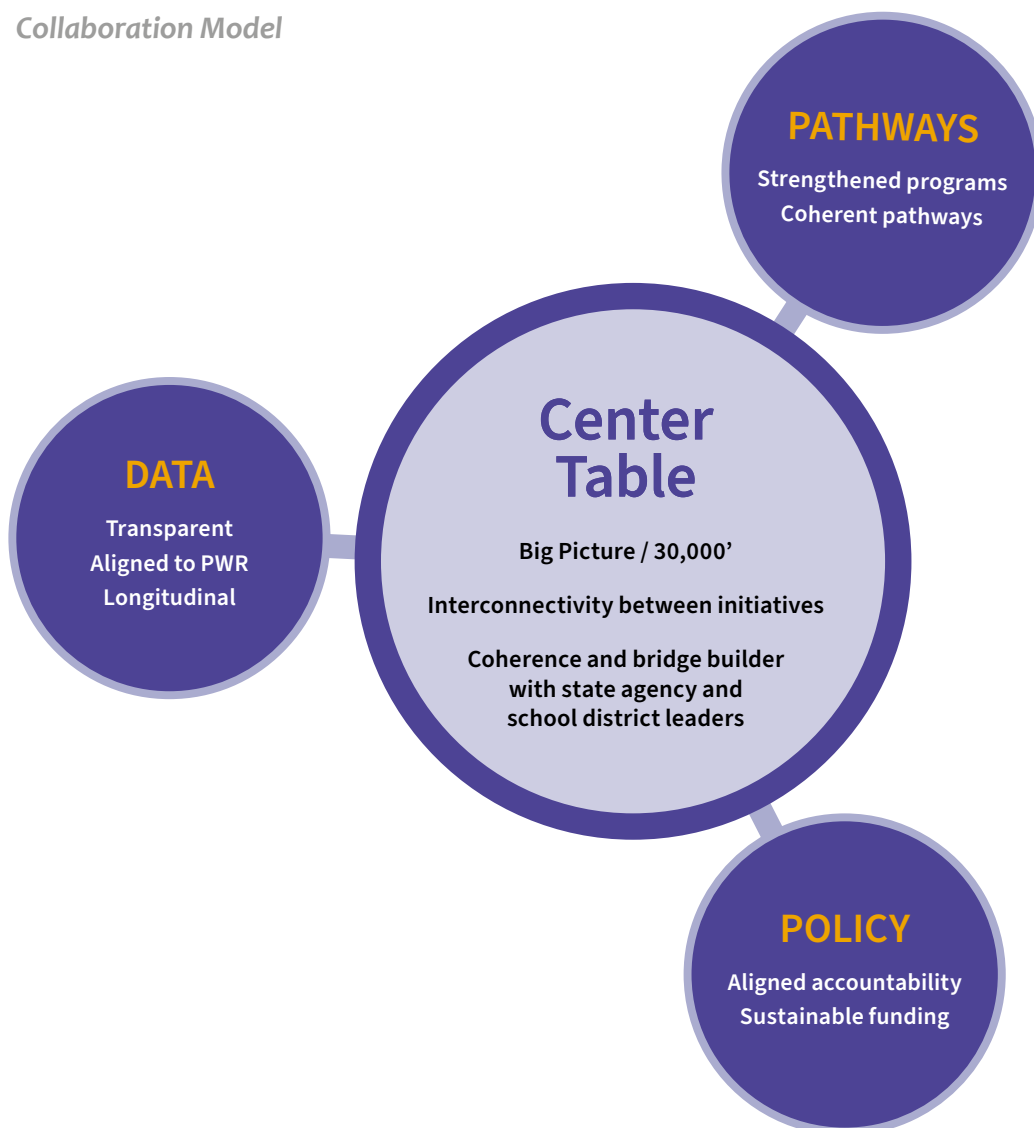 Collaboration Model
PATHWAYS
Strengthened programs
Coherent pathways
Center
Table
Big Picture / 30,000’
Interconnectivity between initiatives
Coherence and bridge builder
with state agency and
school district leaders
DATA
Transparent
Aligned to PWR
Longitudinal
POLICY
Aligned accountability
Sustainable funding